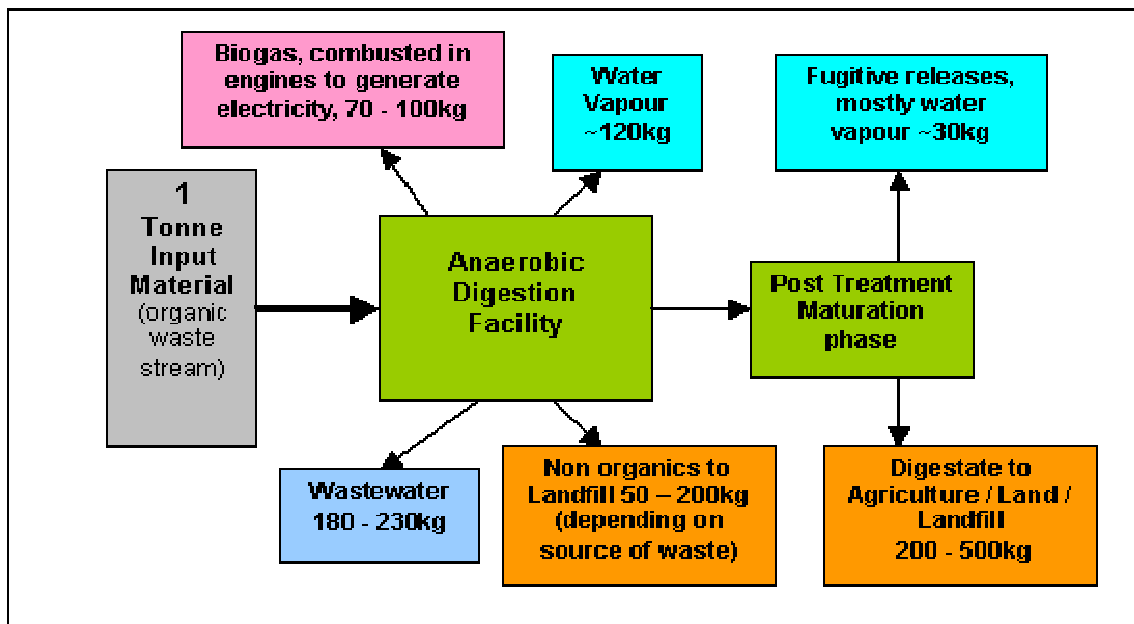 Biogas, combusted in
engines to generate
electricity, 70 - 100kg
Water
Vapour
~120kg
Fugitive releases,
mostly water
vapour ~30kg
1
Tonne
Input
Material
(organic
waste
stream)
Anaerobic
Digestion
Facility
Post Treatment
Maturation
phase
Wastewater
180 - 230kg
Non organics to
Landfill 50 – 200kg
(depending on
source of waste)
Digestate to
Agriculture / Land /
Landfill
200 - 500kg